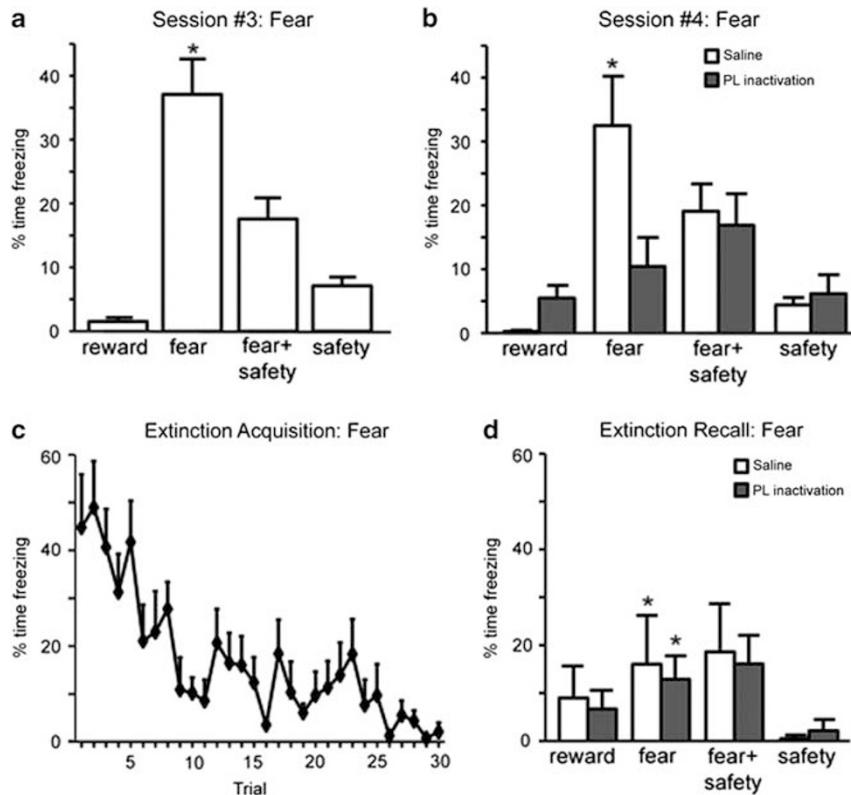 a
Session #3: Fear
% time freezing
40
30
20
10
0
*
reward
fear
fear+
safety
safety
b
Session #4: Fear
Saline
PL inactivation
% time freezing
40
30
20
10
0
*
reward
fear
fear+
safety
safety
c
Extinction Acquisition: Fear
% time freezing
60
40
20
0
5
10
15
20
25
30
Trial
d
Extinction Recall: Fear
Saline
PL inactivation
% time freezing
60
40
20
0
*
*
reward
fear
fear+
safety
safety